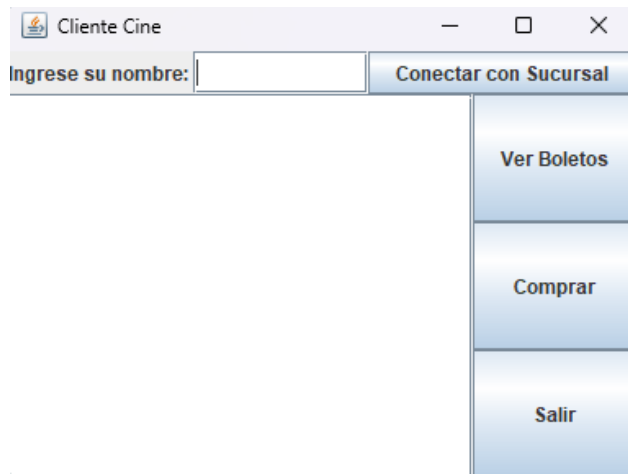 Cliente Cine
Ingrese su nombre: Conectar con Sucursal
Ver Boletos
Comprar
Salir